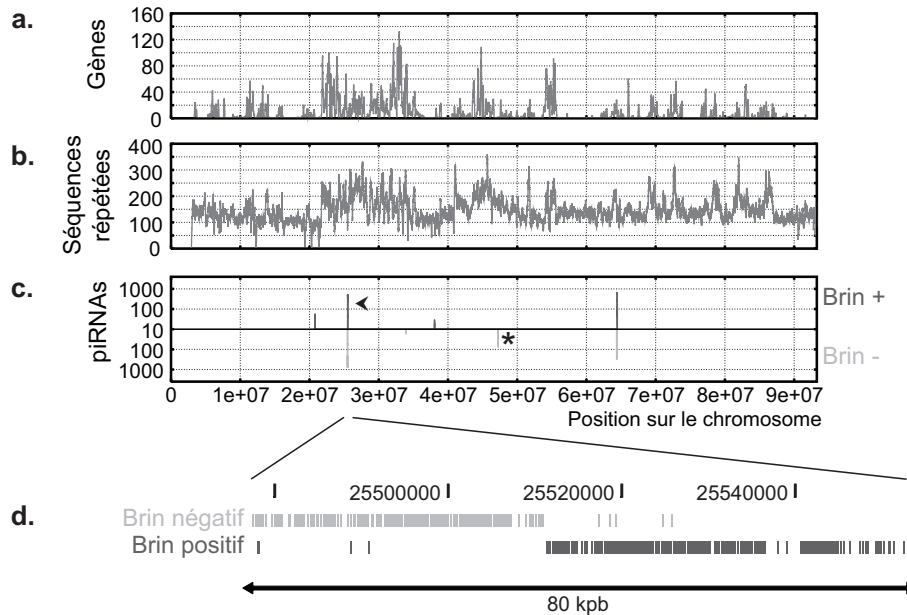 a.
Gènes
160
120
80
40
0
b.
Séquences
répétées
400
300
200
100
0
c.
piRNAs
1000
100
10
100
1000
Brin +
*
Brin -
0 1e+07 2e+07 3e+07 4e+07 5e+07 6e+07 7e+07 8e+07 9e+07
Position sur le chromosome
25500000 25520000 25540000
d.
Brin négatif
Brin positif
80 kpb